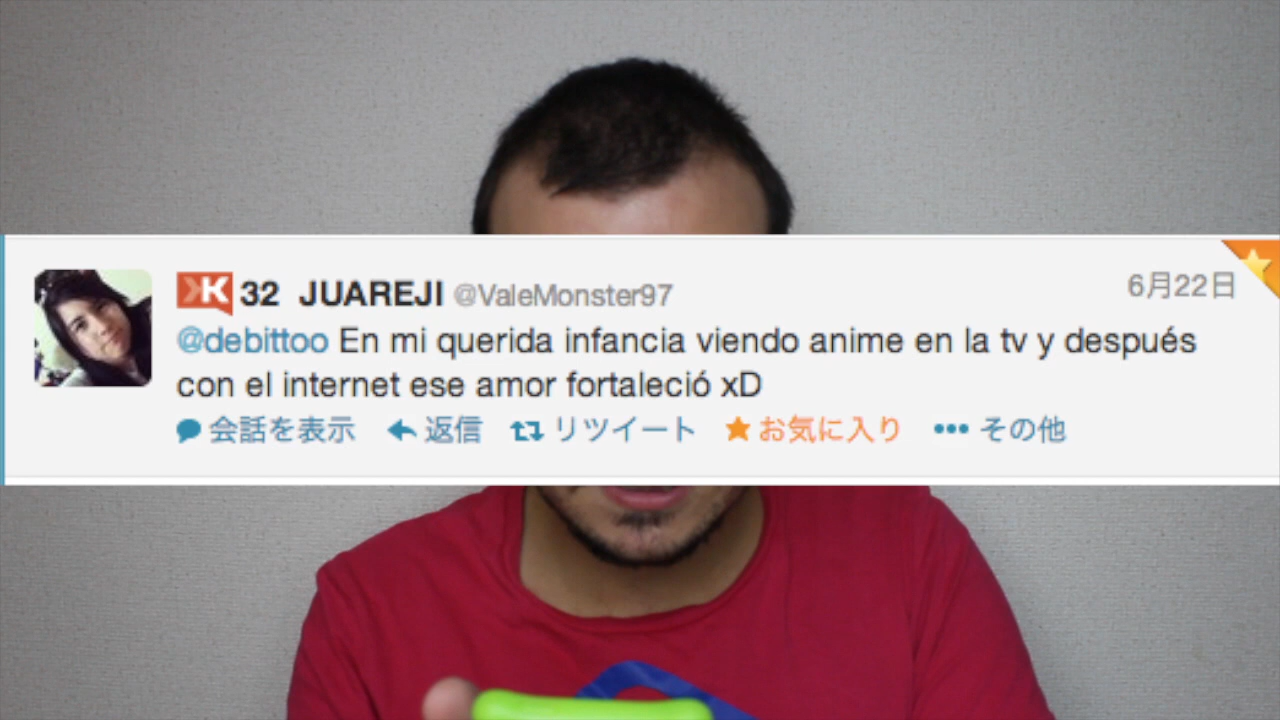 K 32 JUAREJI @ValeMonster97 6月22日
@debittoo En mi querida infancia viendo anime en la tv y después
con el internet ese amor fortaleció xD
会話を表示 返信 リツイート お気に入り その他